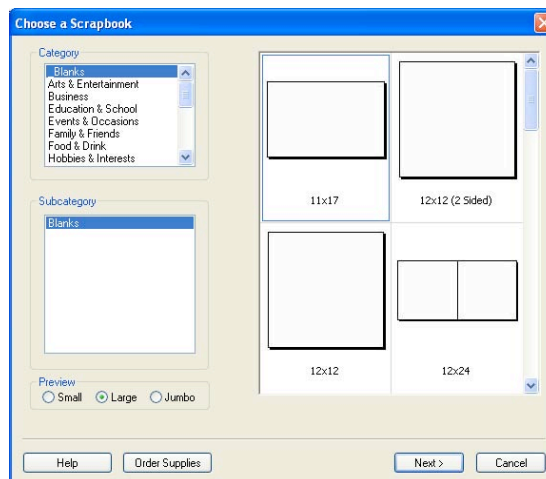 Choose a Scrapbook
Category
Blanks
Arts & Entertainment
Business
Education & School
Events & Occasions
Family & Friends
Food & Drink
Hobbies & Interests
Subcategory
Blanks
Preview
Small
Large
Jumbo
11x17
12x12 (2 Sided)
12x12
12x24
Help
Order Supplies
Next >
Cancel